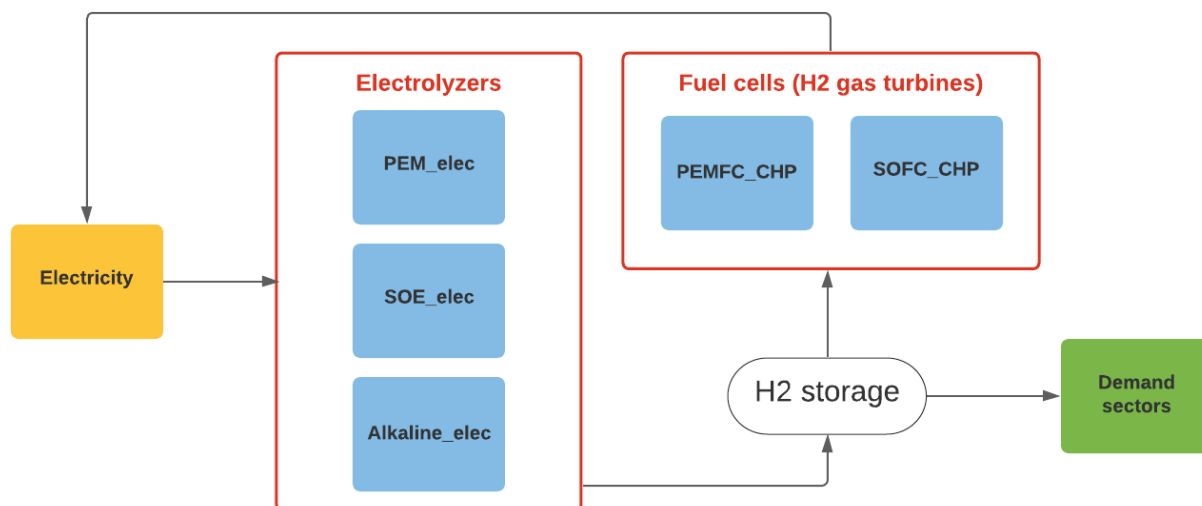 Electrolyzers
Fuel cells (H2 gas turbines)
PEM_elec
PEMFC_CHP
SOFC_CHP
Electricity
SOE_elec
H2 storage
Demand
sectors
Alkaline_elec